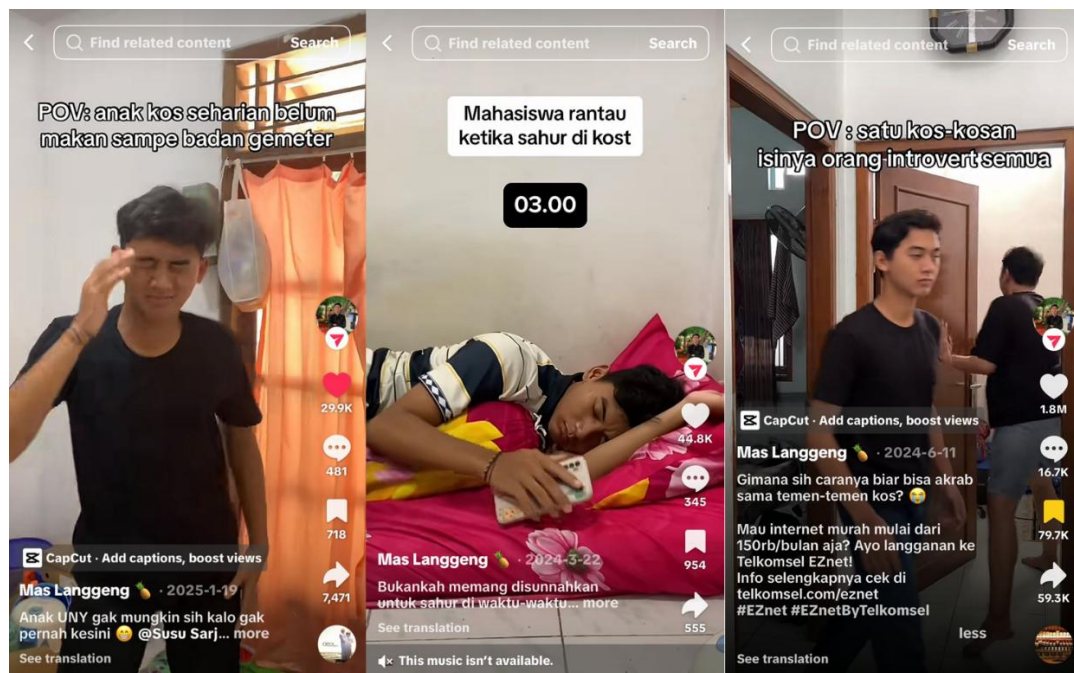 Find related content
Search
POV: anak kos seharian belum
makan sampe badan gemeter
29.9K
481
718
7,471
CapCut · Add captions, boost views
Mas Langgeng 🍍 · 2025-1-19
Anak UNY gak mungkin sih kalo gak
pernah kesini 😁 @Susu Sarj... more
See translation
Find related content
Search
Mahasiswa rantau
ketika sahur di kost
03.00
44.8K
345
954
555
Mas Langgeng 🍍 · 2024-3-22
Bukankah memang disunnahkan
untuk sahur di waktu-waktu... more
See translation
This music isn't available.
Find related content
Search
POV : satu kos-kosan
isinya orang introvert semua
1.8M
16.7K
79.7K
59.3K
CapCut · Add captions, boost views
Mas Langgeng 🍍 · 2024-6-11
Gimana sih caranya biar bisa akrab
sama temen-temen kos? 😭
Mau internet murah mulai dari
150rb/bulan aja? Ayo langganan ke
Telkomsel EZnet!
Info selengkapnya cek di
telkomsel.com/eznet
#EZnet #EZnetByTelkomsel
less
See translation